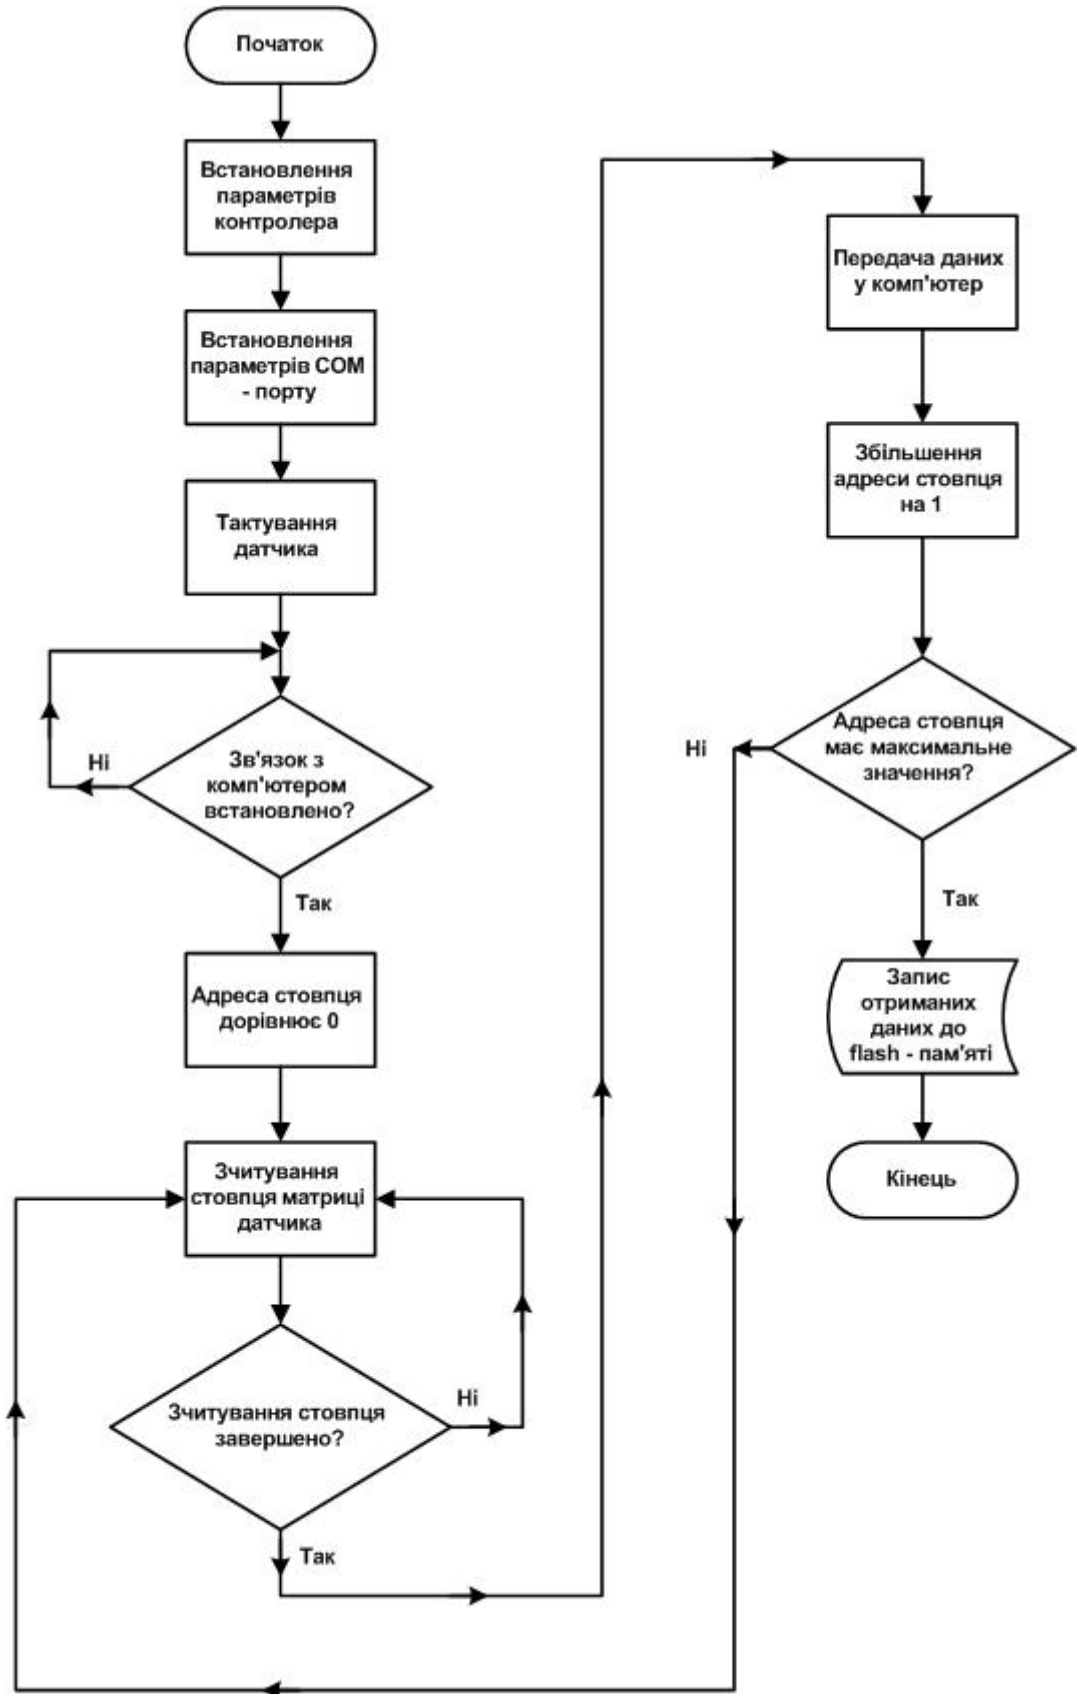 Початок
Встановлення
параметрів
контролера
Встановлення
параметрів COM
- порту
Тактування
датчика
Ні
Зв'язок з
комп'ютером
встановлено?
Так
Адреса стовпця
дорівнює 0
Зчитування
стовпця матриці
датчика
Ні
Зчитування стовпця
завершено?
Так
Передача даних
у комп'ютер
Збільшення
адреси стовпця
на 1
Ні
Адреса стовпця
має максимальне
значення?
Так
Запис
отриманих
даних до
flash - пам'яті
Кінець